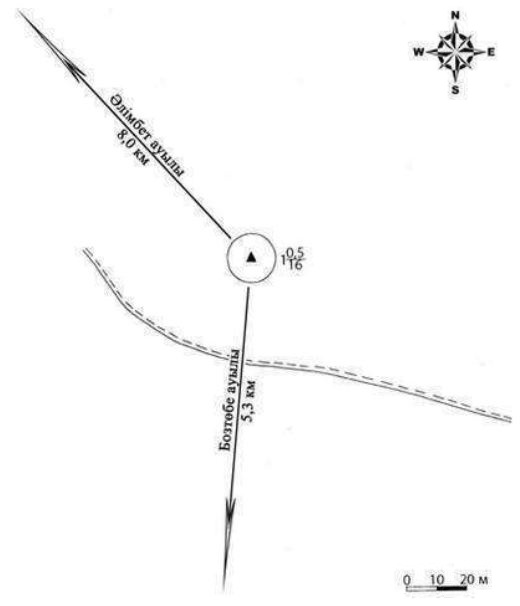 N
W E
S
Әлімбет ауылы
8,0 км
1 0,5/16
Бозтөбе ауылы
5,3 км
0 10 20 м